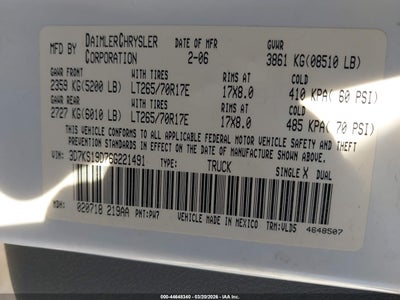 MFD BY DAIMLERCHRYSLER CORPORATION DATE OF MFR 2-06 GVWR 3861 KG(08510 LB)
GAWR FRONT WITH TIRES RIMS AT COLD
2359 KG(5200 LB) LT265/70R17E 17X8.0 410 KPA( 60 PSI)
GAWR REAR WITH TIRES RIMS AT COLD
2727 KG(6010 LB) LT265/70R17E 17X8.0 485 KPA( 70 PSI)
THIS VEHICLE CONFORMS TO ALL APPLICABLE FEDERAL MOTOR VEHICLE SAFETY AND THEFT
PREVENTION STANDARDS IN EFFECT ON THE DATE OF MANUFACTURE SHOWN ABOVE.
VIN: 3D7KS19D76G221491 TYPE: TRUCK SINGLE X DUAL
MDH: 020718 219AA PNT: PW7 VEHICLE MADE IN MEXICO TRM: VLD5 4648507
000-44648340 - 03/20/2026 - IAA Inc.